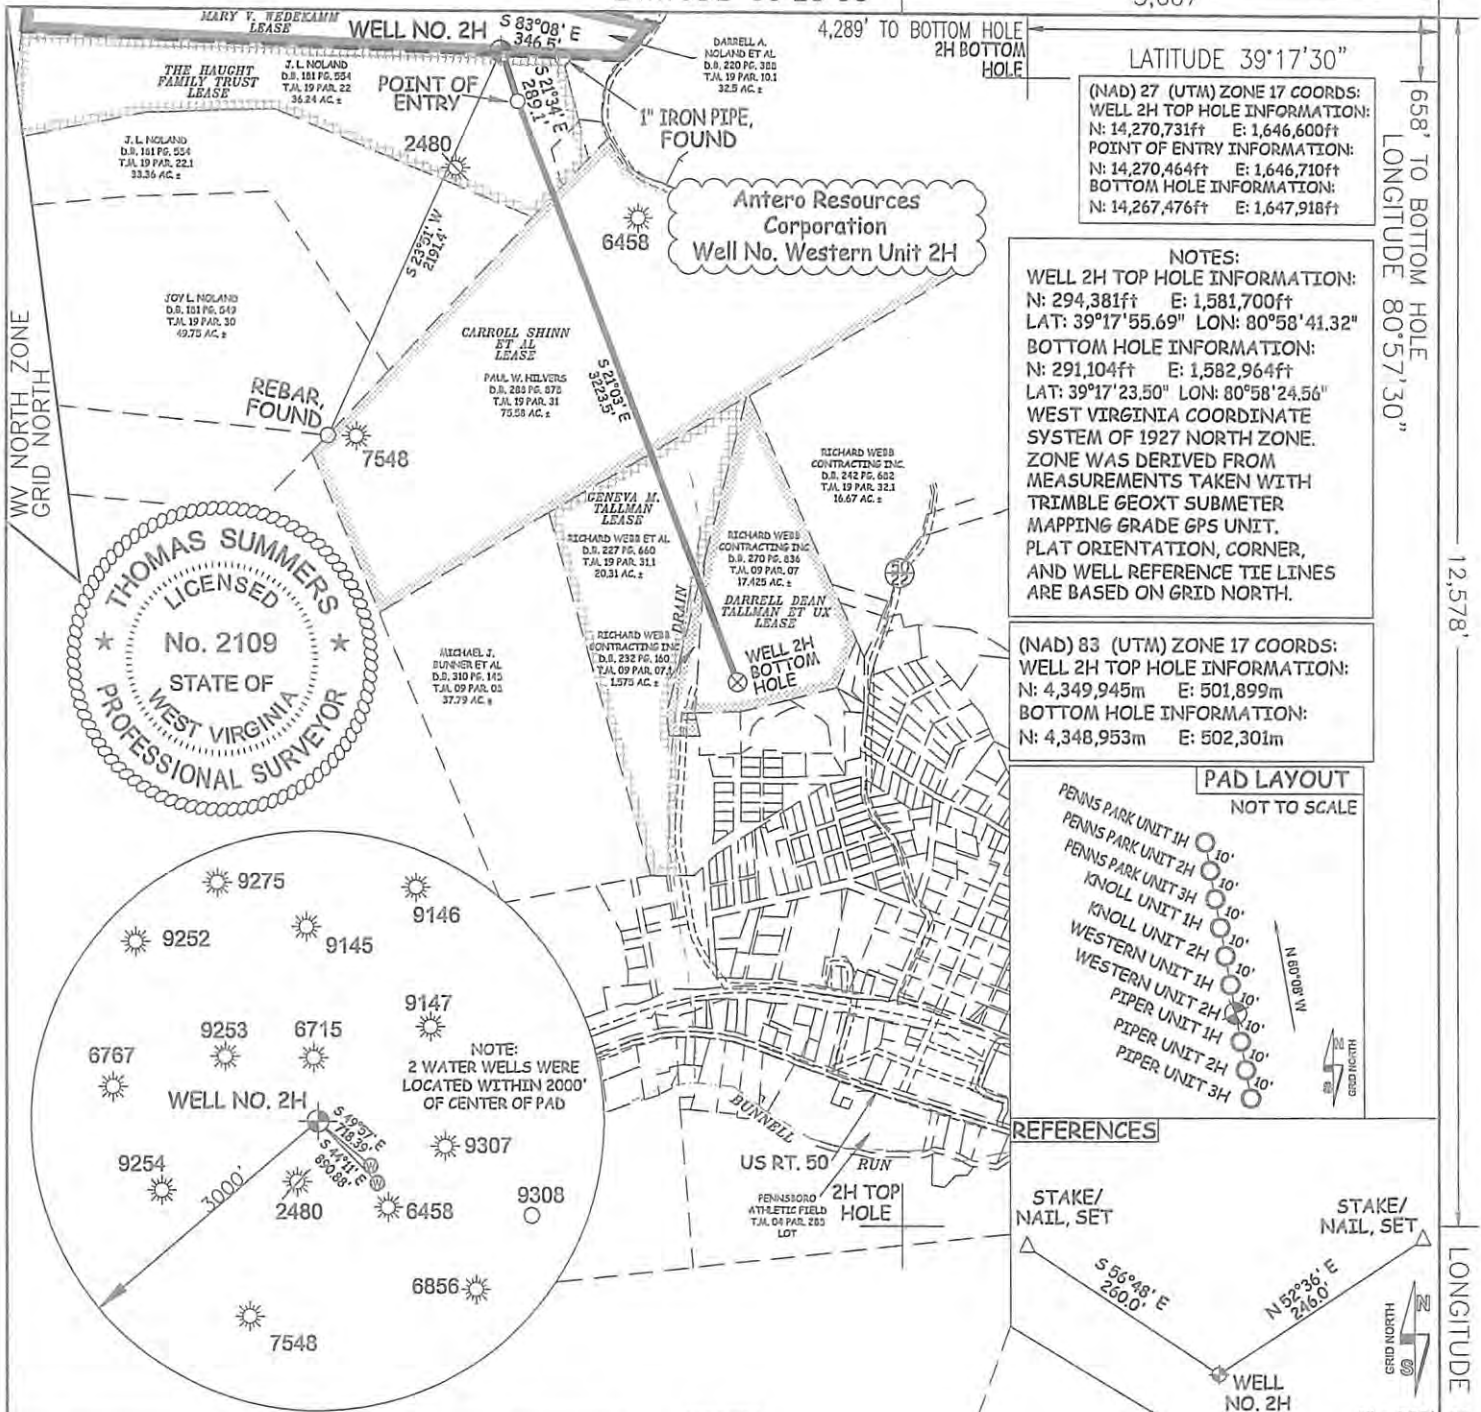 4,289' TO BOTTOM HOLE
2H BOTTOM
HOLE
LATITUDE 39°17'30"
658' TO BOTTOM HOLE
LONGITUDE 80°57'30"
12,578'
LONGITUDE
MARY V. WEDEKAMM
LEASE
WELL NO. 2H
S 83°08' E
346.5'
THE HAUGHT
FAMILY TRUST
LEASE
J. L. NOLAND
D.B. 181 PG. 554
T.M. 19 PAR. 22
36.24 AC. ±
POINT OF
ENTRY
S 21°34' E
289.1'
DARRELL A.
NOLAND ET AL
D.B. 220 PG. 388
T.M. 19 PAR. 10.1
32.5 AC. ±
1" IRON PIPE,
FOUND
2480
J. L. NOLAND
D.B. 181 PG. 554
T.M. 19 PAR. 22.1
33.36 AC. ±
6458
Antero Resources
Corporation
Well No. Western Unit 2H
S 23°51' W
2191.4'
JOY L. NOLAND
D.B. 181 PG. 549
T.M. 19 PAR. 30
49.75 AC. ±
CARROLL SHINN
ET AL
LEASE
PAUL W. HILVERS
D.B. 288 PG. 878
T.M. 19 PAR. 31
75.58 AC. ±
S 21°03' E
3223.5'
WV NORTH ZONE
GRID NORTH
REBAR,
FOUND
7548
GENEVA M.
TALLMAN
LEASE
RICHARD WEBB ET AL
D.B. 227 PG. 660
T.M. 19 PAR. 31.1
20.31 AC. ±
RICHARD WEBB
CONTRACTING INC.
D.B. 242 PG. 682
T.M. 19 PAR. 32.1
16.67 AC. ±
RICHARD WEBB
CONTRACTING INC
D.B. 270 PG. 836
T.M. 09 PAR. 07
17.425 AC. ±
DARRELL DEAN
TALLMAN ET UX
LEASE
50
22
DRAIN
RICHARD WEBB
CONTRACTING INC
D.B. 232 PG. 160
T.M. 09 PAR. 07.1
1.575 AC. ±
WELL 2H
BOTTOM
HOLE
MICHAEL J.
BUNNER ET AL
D.B. 310 PG. 145
T.M. 09 PAR. 05
37.79 AC. ±
THOMAS SUMMERS
LICENSED
No. 2109
STATE OF
WEST VIRGINIA
PROFESSIONAL SURVEYOR
(NAD) 27 (UTM) ZONE 17 COORDS:
WELL 2H TOP HOLE INFORMATION:
N: 14,270,731ft E: 1,646,600ft
POINT OF ENTRY INFORMATION:
N: 14,270,464ft E: 1,646,710ft
BOTTOM HOLE INFORMATION:
N: 14,267,476ft E: 1,647,918ft
NOTES:
WELL 2H TOP HOLE INFORMATION:
N: 294,381ft E: 1,581,700ft
LAT: 39°17'55.69" LON: 80°58'41.32"
BOTTOM HOLE INFORMATION:
N: 291,104ft E: 1,582,964ft
LAT: 39°17'23.50" LON: 80°58'24.56"
WEST VIRGINIA COORDINATE
SYSTEM OF 1927 NORTH ZONE.
ZONE WAS DERIVED FROM
MEASUREMENTS TAKEN WITH
TRIMBLE GEOXT SUBMETER
MAPPING GRADE GPS UNIT.
PLAT ORIENTATION, CORNER,
AND WELL REFERENCE TIE LINES
ARE BASED ON GRID NORTH.
(NAD) 83 (UTM) ZONE 17 COORDS:
WELL 2H TOP HOLE INFORMATION:
N: 4,349,945m E: 501,899m
BOTTOM HOLE INFORMATION:
N: 4,348,953m E: 502,301m
PAD LAYOUT
NOT TO SCALE
PENNS PARK UNIT 1H
10'
PENNS PARK UNIT 2H
10'
PENNS PARK UNIT 3H
10'
KNOLL UNIT 1H
10'
KNOLL UNIT 2H
10'
WESTERN UNIT 1H
10'
WESTERN UNIT 2H
10'
PIPER UNIT 1H
10'
PIPER UNIT 2H
10'
PIPER UNIT 3H
N 60°08' W
N
S
GRID NORTH
9275
9146
9252
9145
9147
9253
6715
6767
NOTE:
2 WATER WELLS WERE
LOCATED WITHIN 2000'
OF CENTER OF PAD
WELL NO. 2H
S 49°57' E
718.39'
S 44°11' E
890.88'
W
W
9307
9254
3000'
2480
6458
9308
6856
7548
BUNNELL
RUN
US RT. 50
PENNSBORO
ATHLETIC FIELD
T.M. 04 PAR. 285
LOT
2H TOP
HOLE
REFERENCES
STAKE/
NAIL, SET
STAKE/
NAIL, SET
S 56°48' E
260.0'
N 52°36' E
246.0'
WELL
NO. 2H
N
S
GRID NORTH